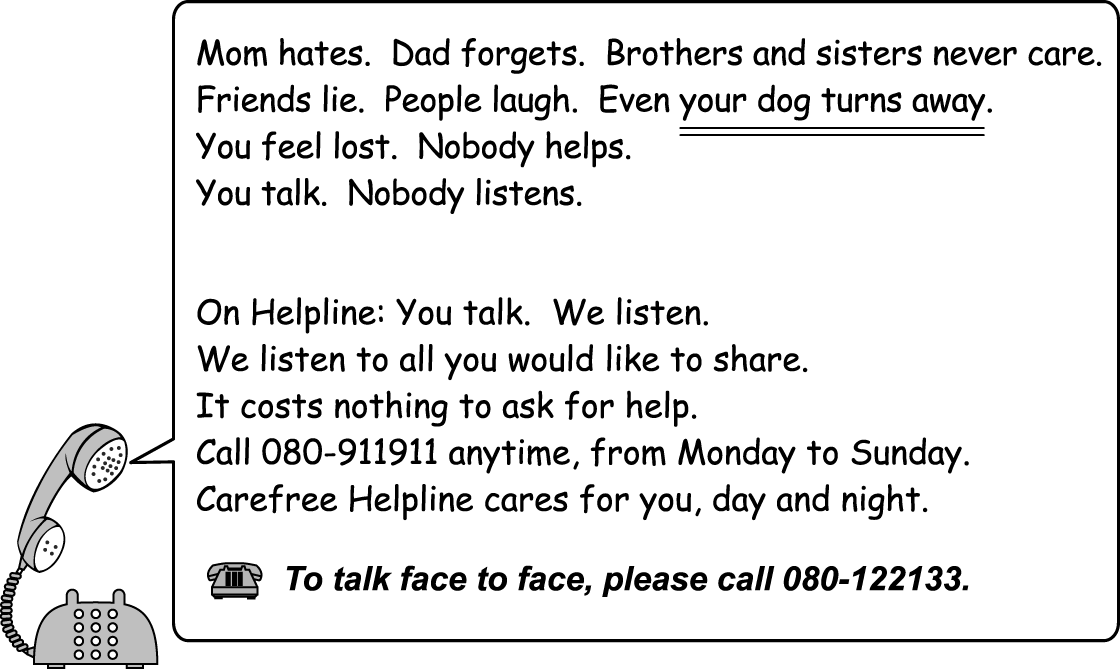 Mom hates. Dad forgets. Brothers and sisters never care.
Friends lie. People laugh. Even your dog turns away.
You feel lost. Nobody helps.
You talk. Nobody listens.
On Helpline: You talk. We listen.
We listen to all you would like to share.
It costs nothing to ask for help.
Call 080-911911 anytime, from Monday to Sunday.
Carefree Helpline cares for you, day and night.
To talk face to face, please call 080-122133.